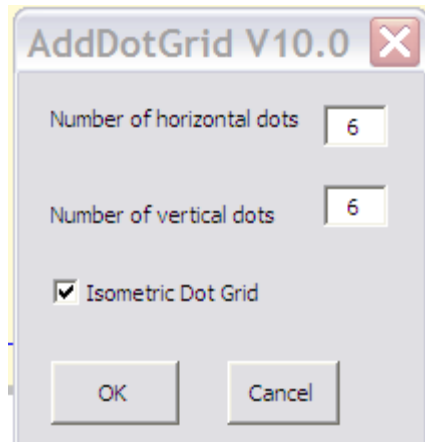 AddDotGrid V10.0
Number of horizontal dots 6
Number of vertical dots 6
Isometric Dot Grid
OK Cancel